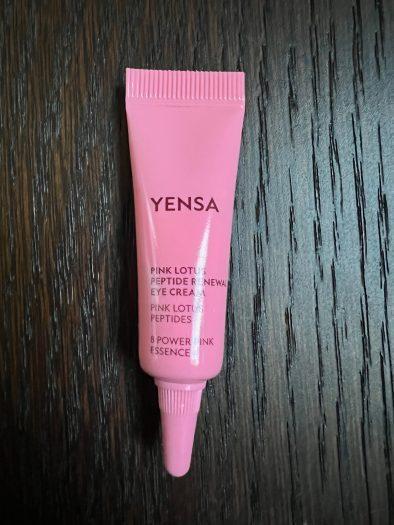 YENSA
PINK LOTUS
PEPTIDE RENEWAL
EYE CREAM
PINK LOTUS
PEPTIDES
8 POWER PINK
ESSENCE